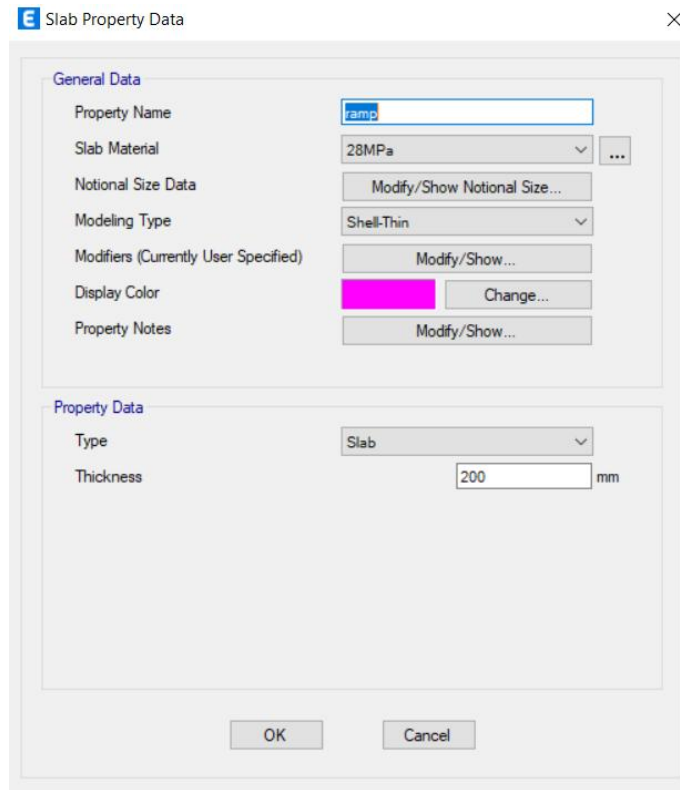 E Slab Property Data
General Data
Property Name ramp
Slab Material 28MPa ...
Notional Size Data Modify/Show Notional Size...
Modeling Type Shell-Thin
Modifiers (Currently User Specified) Modify/Show...
Display Color Change...
Property Notes Modify/Show...
Property Data
Type Slab
Thickness 200 mm
OK Cancel